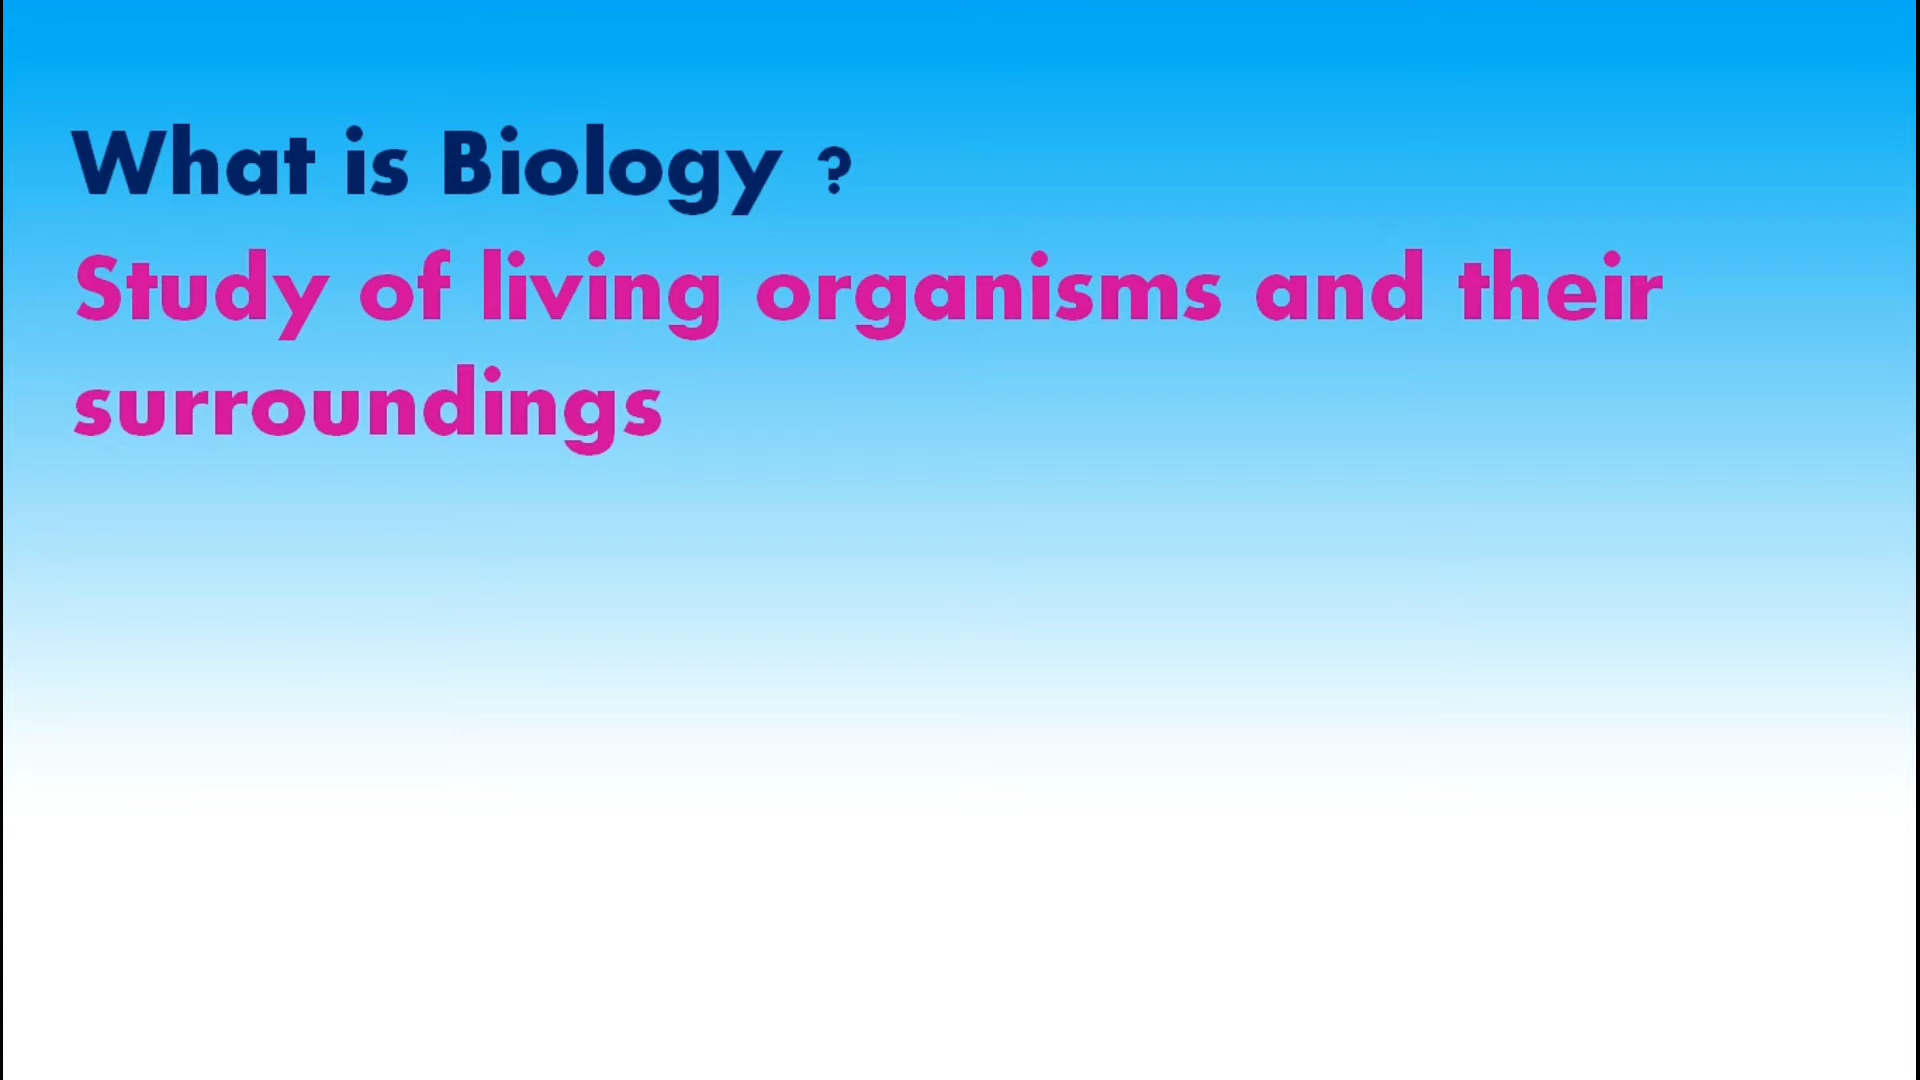 What is Biology ?
Study of living organisms and their
surroundings